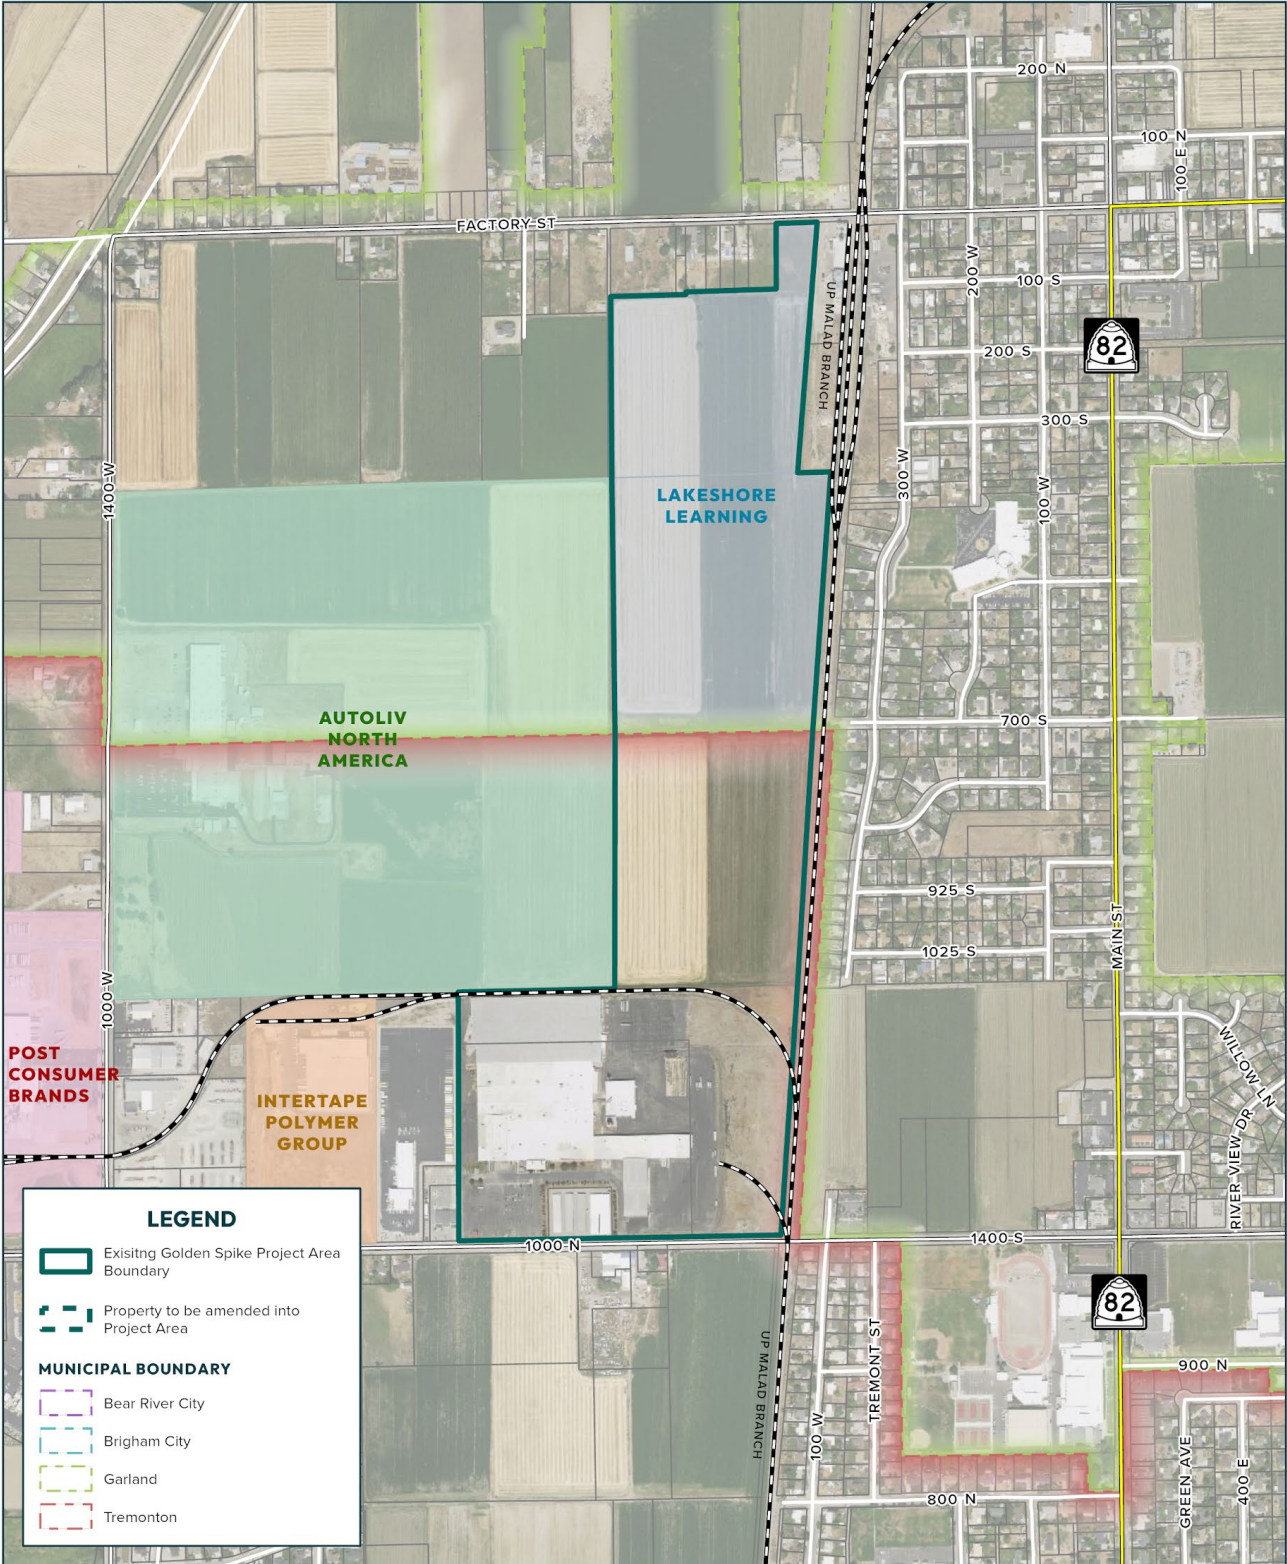 200 N
100 N
100 E
FACTORY ST
200 W
100 S
UP MALAD BRANCH
82
200 S
300 S
300 W
100 W
1400 W
LAKESHORE
LEARNING
AUTOLIV
NORTH
AMERICA
700 S
925 S
MAIN ST
1025 S
1000 W
POST
CONSUMER
BRANDS
INTERTAPE
POLYMER
GROUP
WILLOW LN
RIVER VIEW DR
1000 N
1400 S
82
UP MALAD BRANCH
TREMONT ST
900 N
100 W
GREEN AVE
400 E
800 N
LEGEND
Exisitng Golden Spike Project Area
Boundary
Property to be amended into
Project Area
MUNICIPAL BOUNDARY
Bear River City
Brigham City
Garland
Tremonton